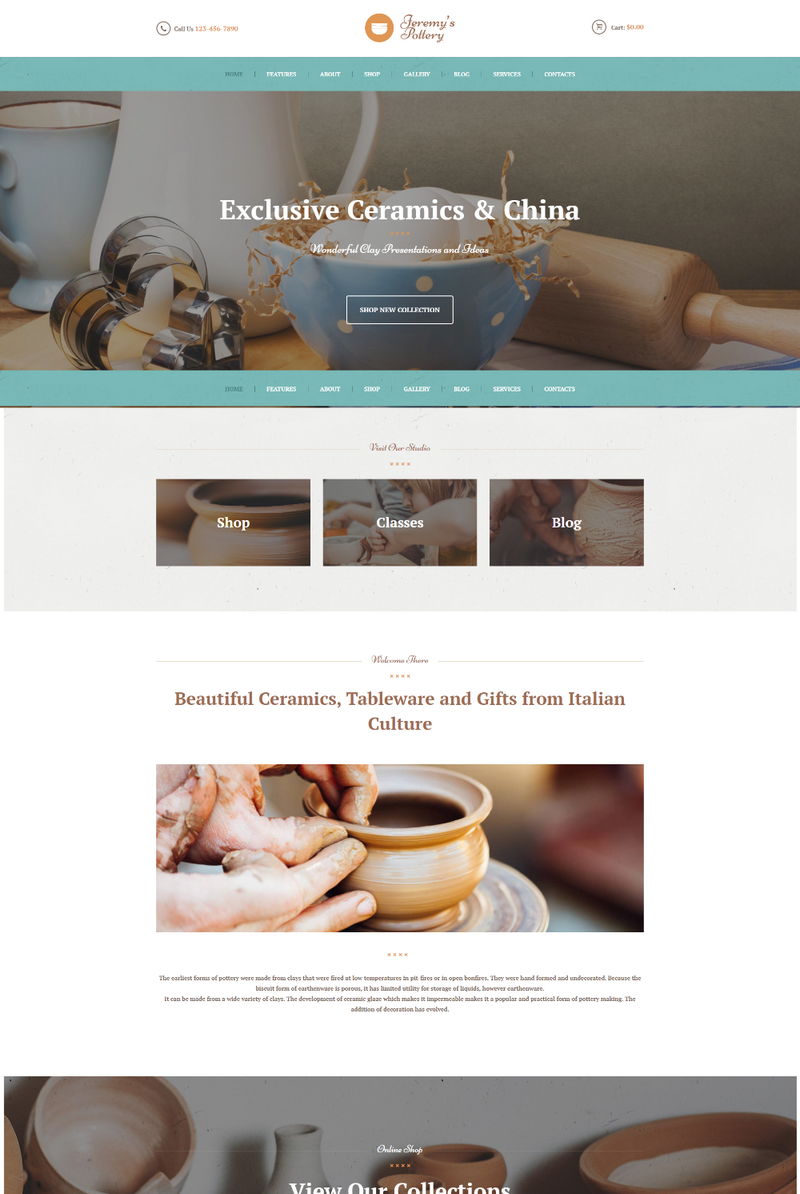 Call Us 123-456-7890
Jeremy's
Pottery
Cart: $0.00
HOME | FEATURES | ABOUT | SHOP | GALLERY | BLOG | SERVICES | CONTACTS
Exclusive Ceramics & China
Wonderful Clay Presentations and Ideas
SHOP NEW COLLECTION
HOME | FEATURES | ABOUT | SHOP | GALLERY | BLOG | SERVICES | CONTACTS
Visit Our Studio
Shop
Classes
Blog
Welcome There
Beautiful Ceramics, Tableware and Gifts from Italian
Culture
The earliest forms of pottery were made from clays that were fired at low temperatures in pit fires or in open bonfires. They were hand formed and undecorated. Because the
biscuit form of earthenware is porous, it has limited utility for storage of liquids, however earthenware.
It can be made from a wide variety of clays. The development of ceramic glaze which makes it impermeable makes it a popular and practical form of pottery making. The
addition of decoration has evolved.
Online Shop
View Our Collections